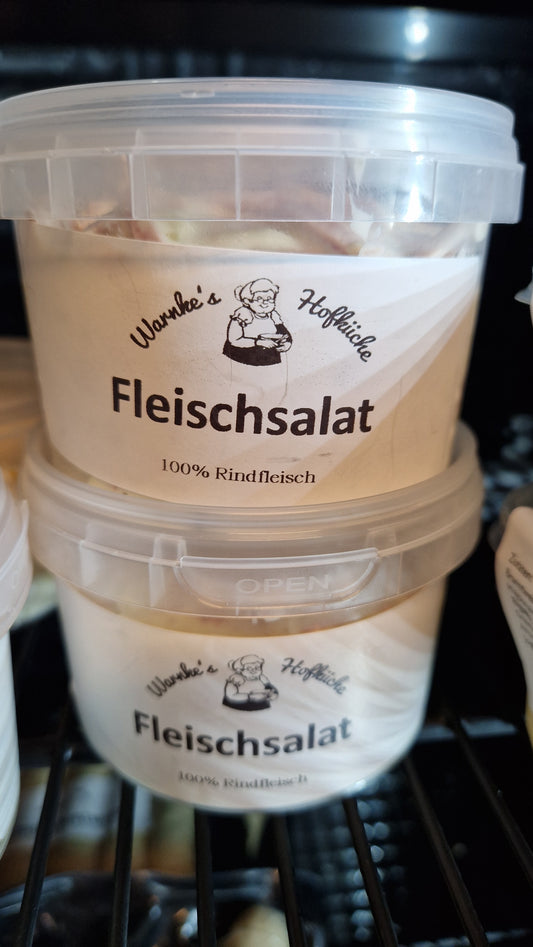 Warnke's Hofküche
Fleischsalat
100% Rindfleisch
OPEN
Warnke's Hofküche
Fleischsalat
100% Rindfleisch